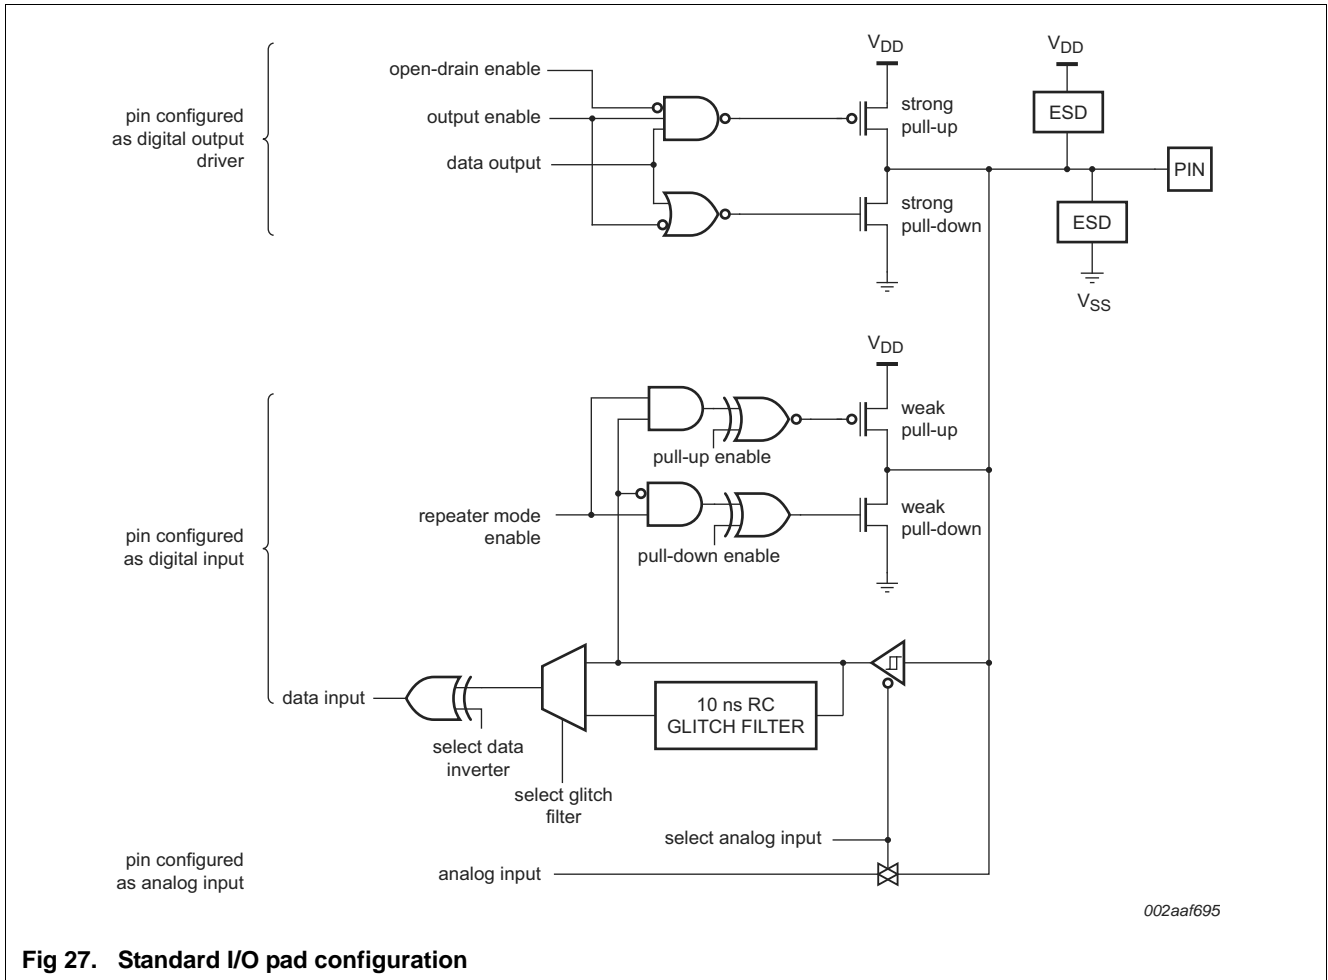 VDD
VDD
open-drain enable
strong
pull-up
ESD
pin configured
as digital output
driver
output enable
data output
PIN
strong
pull-down
ESD
VSS
VDD
weak
pull-up
pull-up enable
repeater mode
enable
weak
pull-down
pull-down enable
pin configured
as digital input
data input
10 ns RC
GLITCH FILTER
select data
inverter
select glitch
filter
select analog input
pin configured
as analog input
analog input
002aaf695
Fig 27. Standard I/O pad configuration